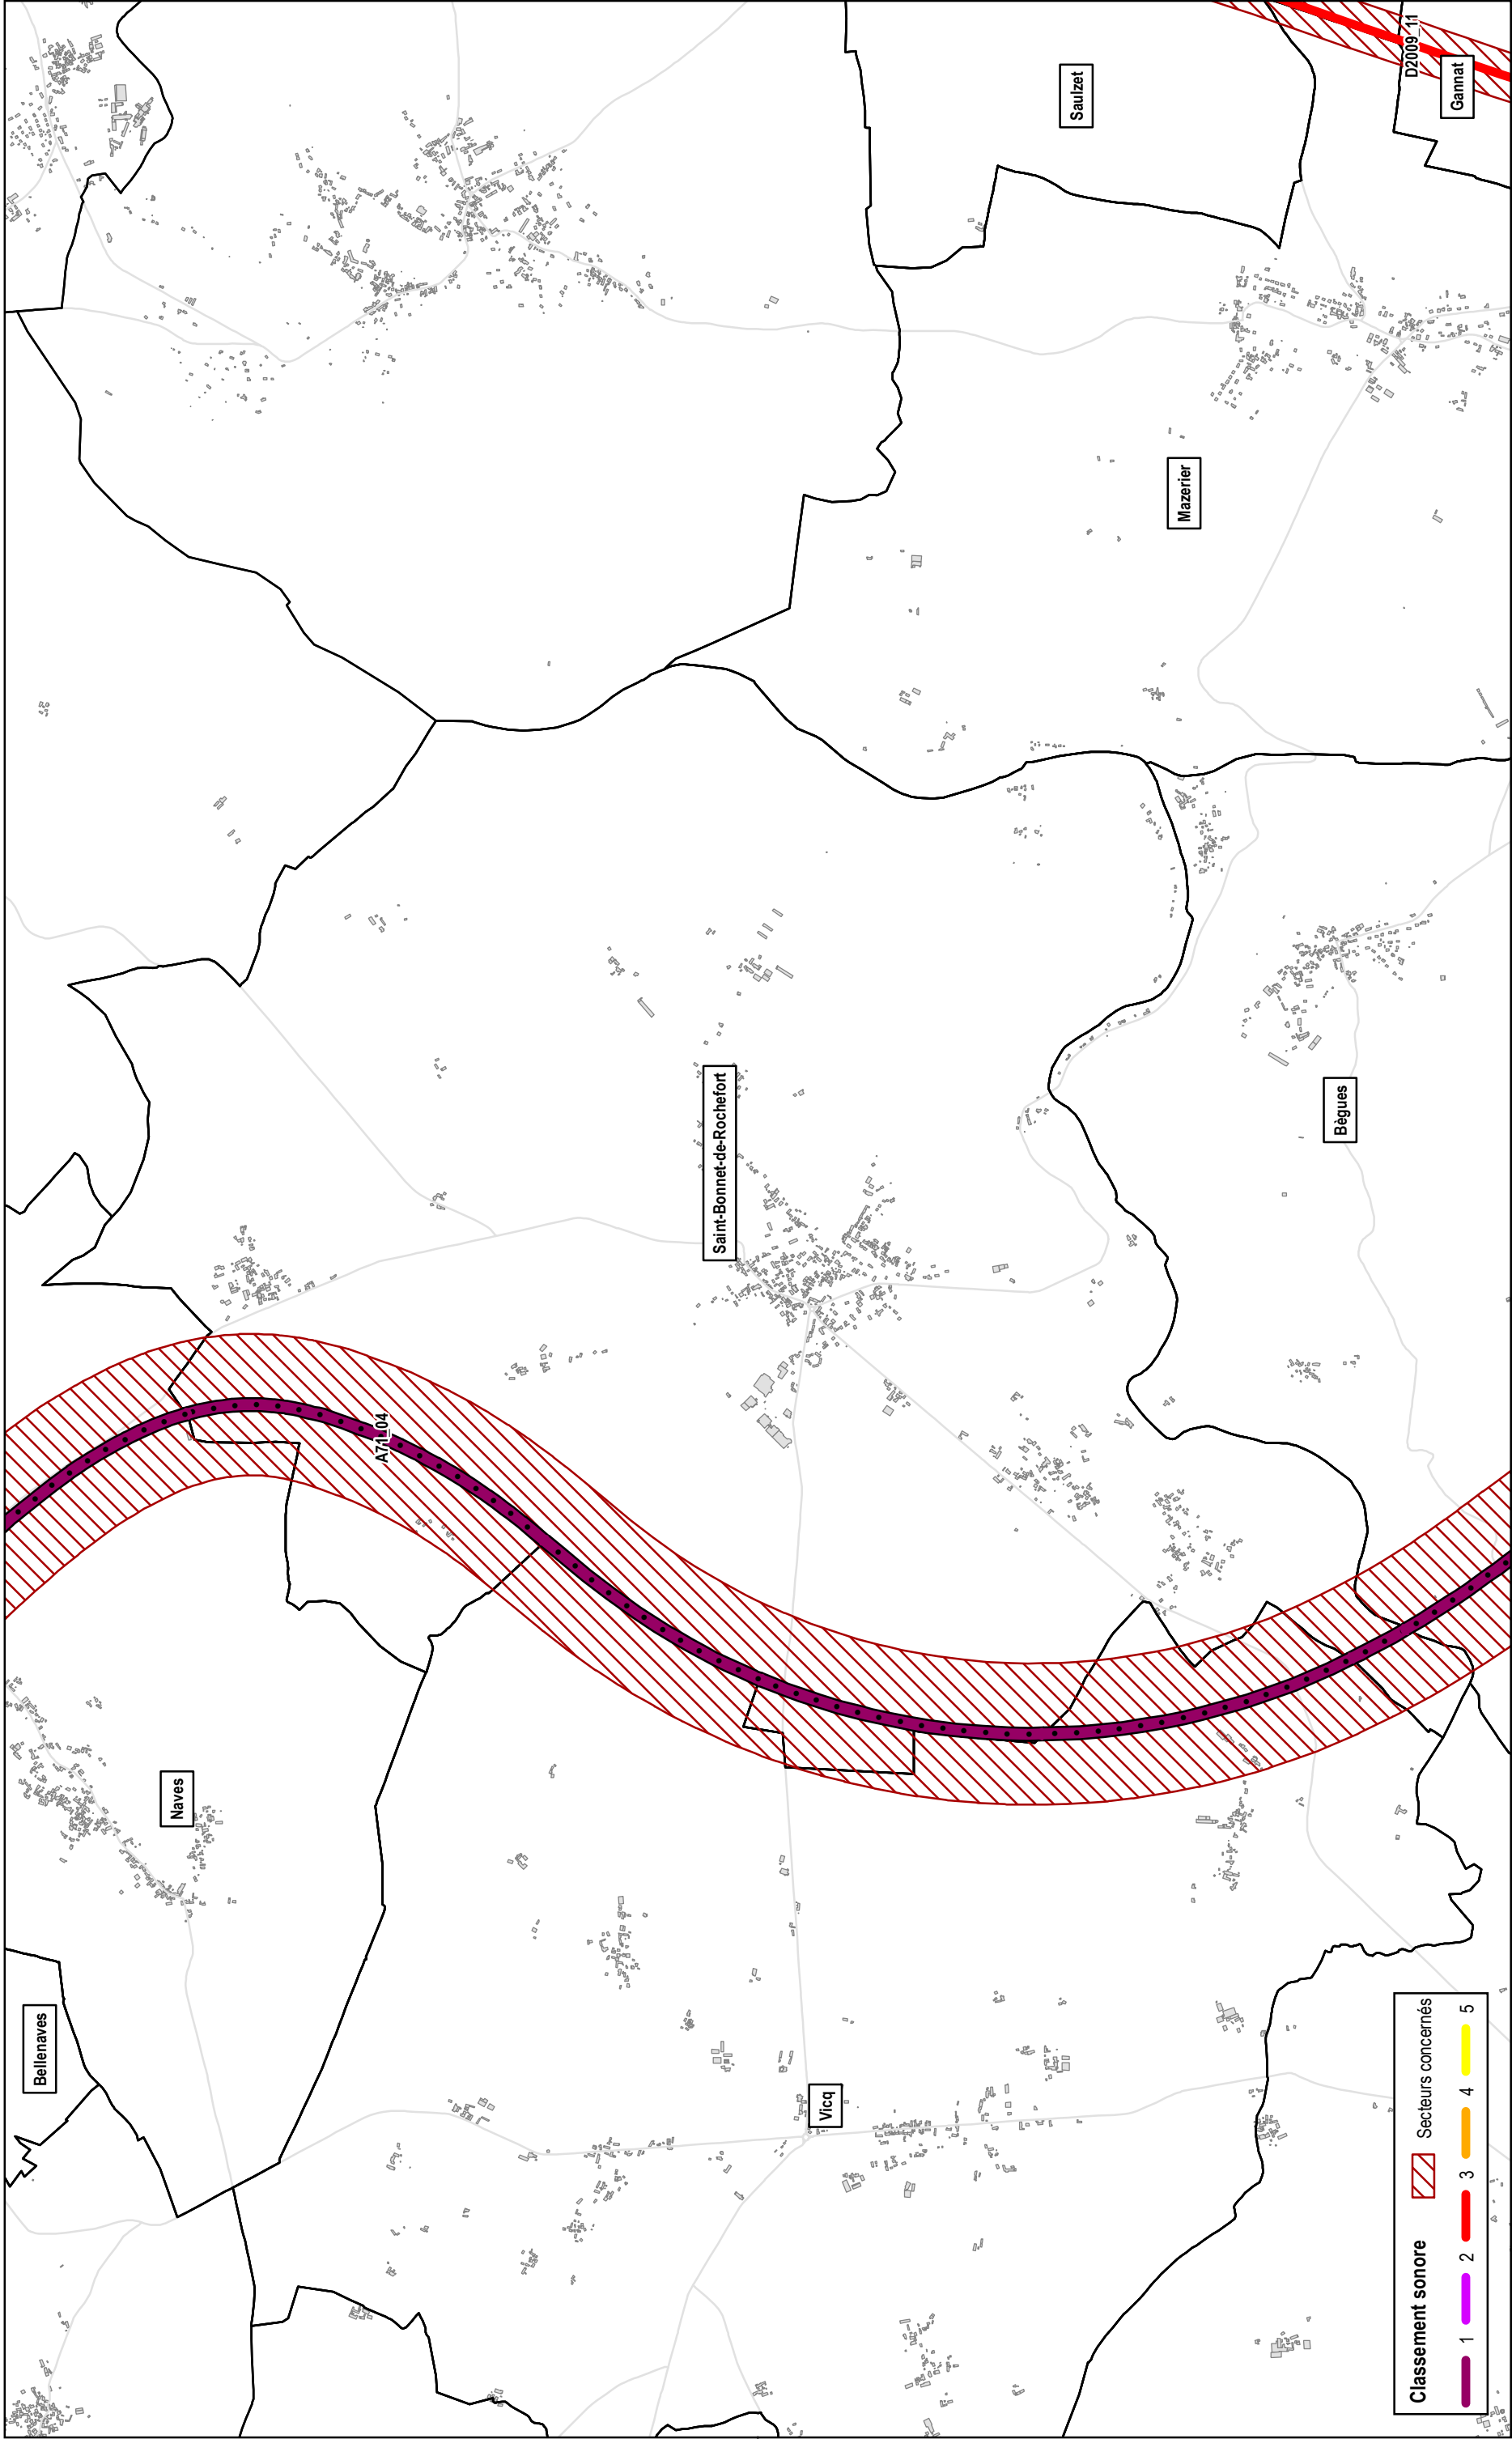 Bellenaves
Naves
A71_04
Vicq
Saint-Bonnet-de-Rochefort
Bègues
Mazerier
Saulzet
D2009_11
Gannat
Classement sonore
Secteurs concernés
1 2 3 4 5